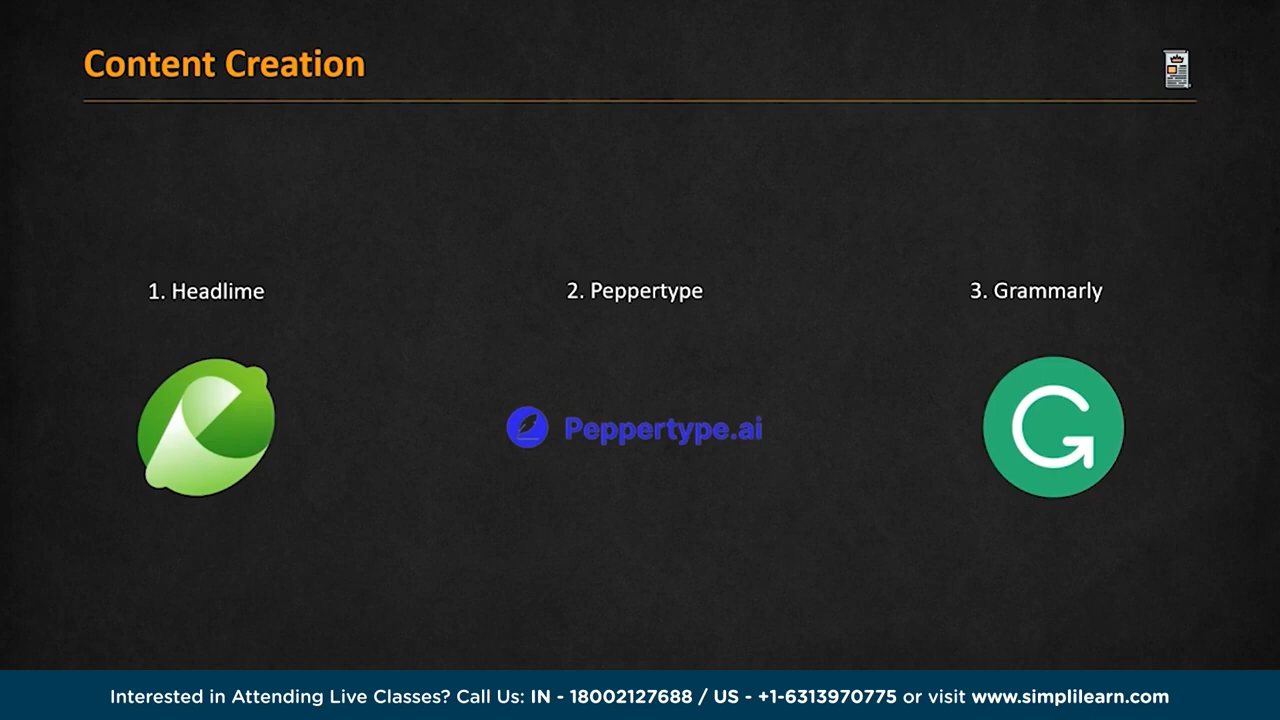 Content Creation
1. Headlime
2. Peppertype
3. Grammarly
Peppertype.ai
Interested in Attending Live Classes? Call Us: IN - 18002127688 / US - +1-6313970775 or visit www.simplilearn.com